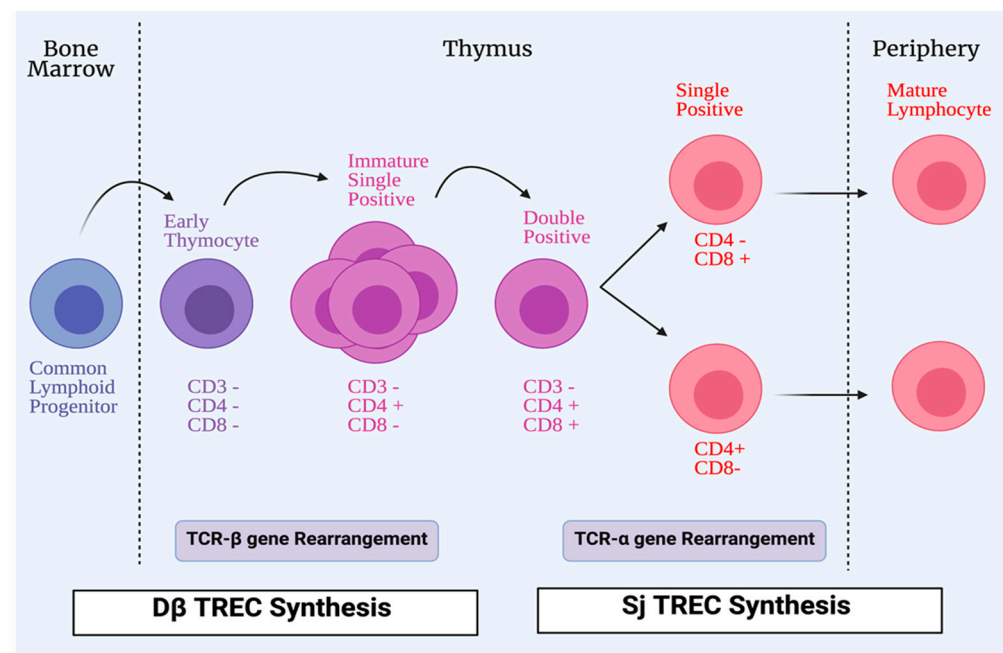 Bone
Marrow
Thymus
Periphery
Single
Positive
Mature
Lymphocyte
Immature
Single
Positive
Early
Thymocyte
Double
Positive
CD4 -
CD8 +
Common
Lymphoid
Progenitor
CD3 -
CD4 -
CD8 -
CD3 -
CD4 +
CD8 -
CD3 -
CD4 +
CD8 +
CD4+
CD8-
TCR-β gene Rearrangement
TCR-α gene Rearrangement
Dβ TREC Synthesis
Sj TREC Synthesis